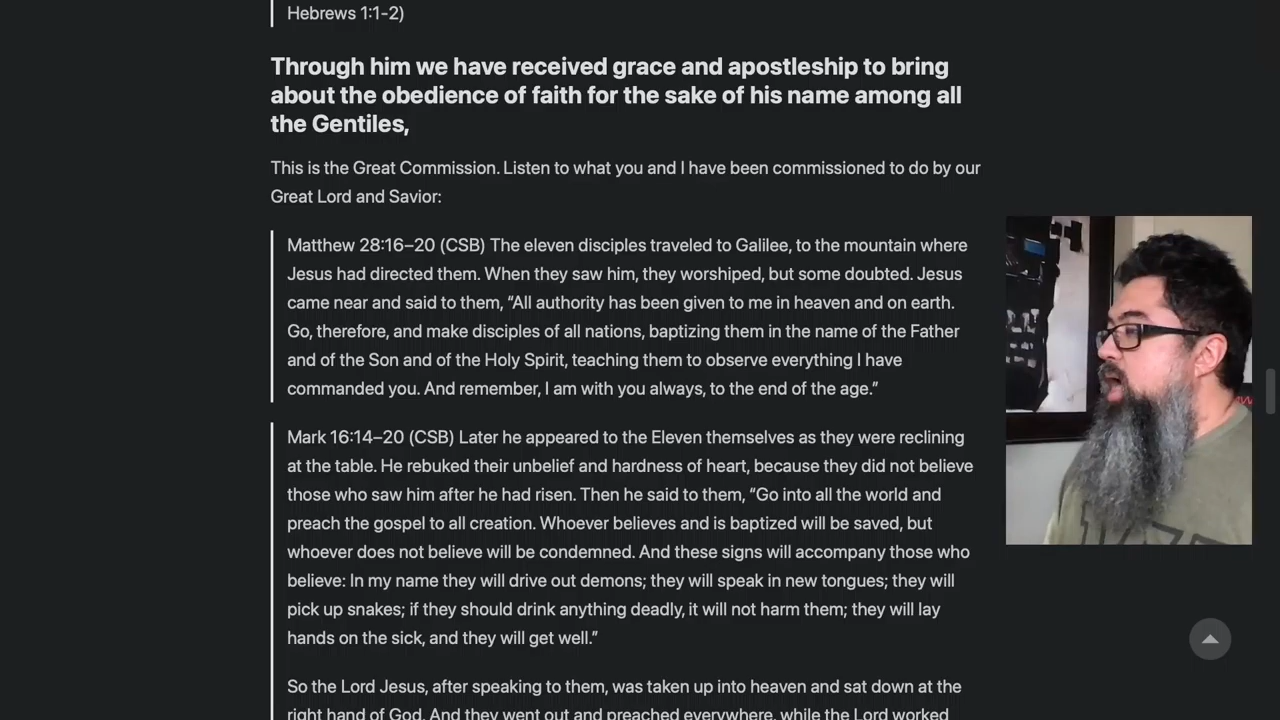 Hebrews 1:1-2)
Through him we have received grace and apostleship to bring
about the obedience of faith for the sake of his name among all
the Gentiles,
This is the Great Commission. Listen to what you and I have been commissioned to do by our
Great Lord and Savior:
Matthew 28:16–20 (CSB) The eleven disciples traveled to Galilee, to the mountain where
Jesus had directed them. When they saw him, they worshiped, but some doubted. Jesus
came near and said to them, “All authority has been given to me in heaven and on earth.
Go, therefore, and make disciples of all nations, baptizing them in the name of the Father
and of the Son and of the Holy Spirit, teaching them to observe everything I have
commanded you. And remember, I am with you always, to the end of the age.”
Mark 16:14–20 (CSB) Later he appeared to the Eleven themselves as they were reclining
at the table. He rebuked their unbelief and hardness of heart, because they did not believe
those who saw him after he had risen. Then he said to them, “Go into all the world and
preach the gospel to all creation. Whoever believes and is baptized will be saved, but
whoever does not believe will be condemned. And these signs will accompany those who
believe: In my name they will drive out demons; they will speak in new tongues; they will
pick up snakes; if they should drink anything deadly, it will not harm them; they will lay
hands on the sick, and they will get well.”
So the Lord Jesus, after speaking to them, was taken up into heaven and sat down at the
right hand of God. And they went out and preached everywhere, while the Lord worked